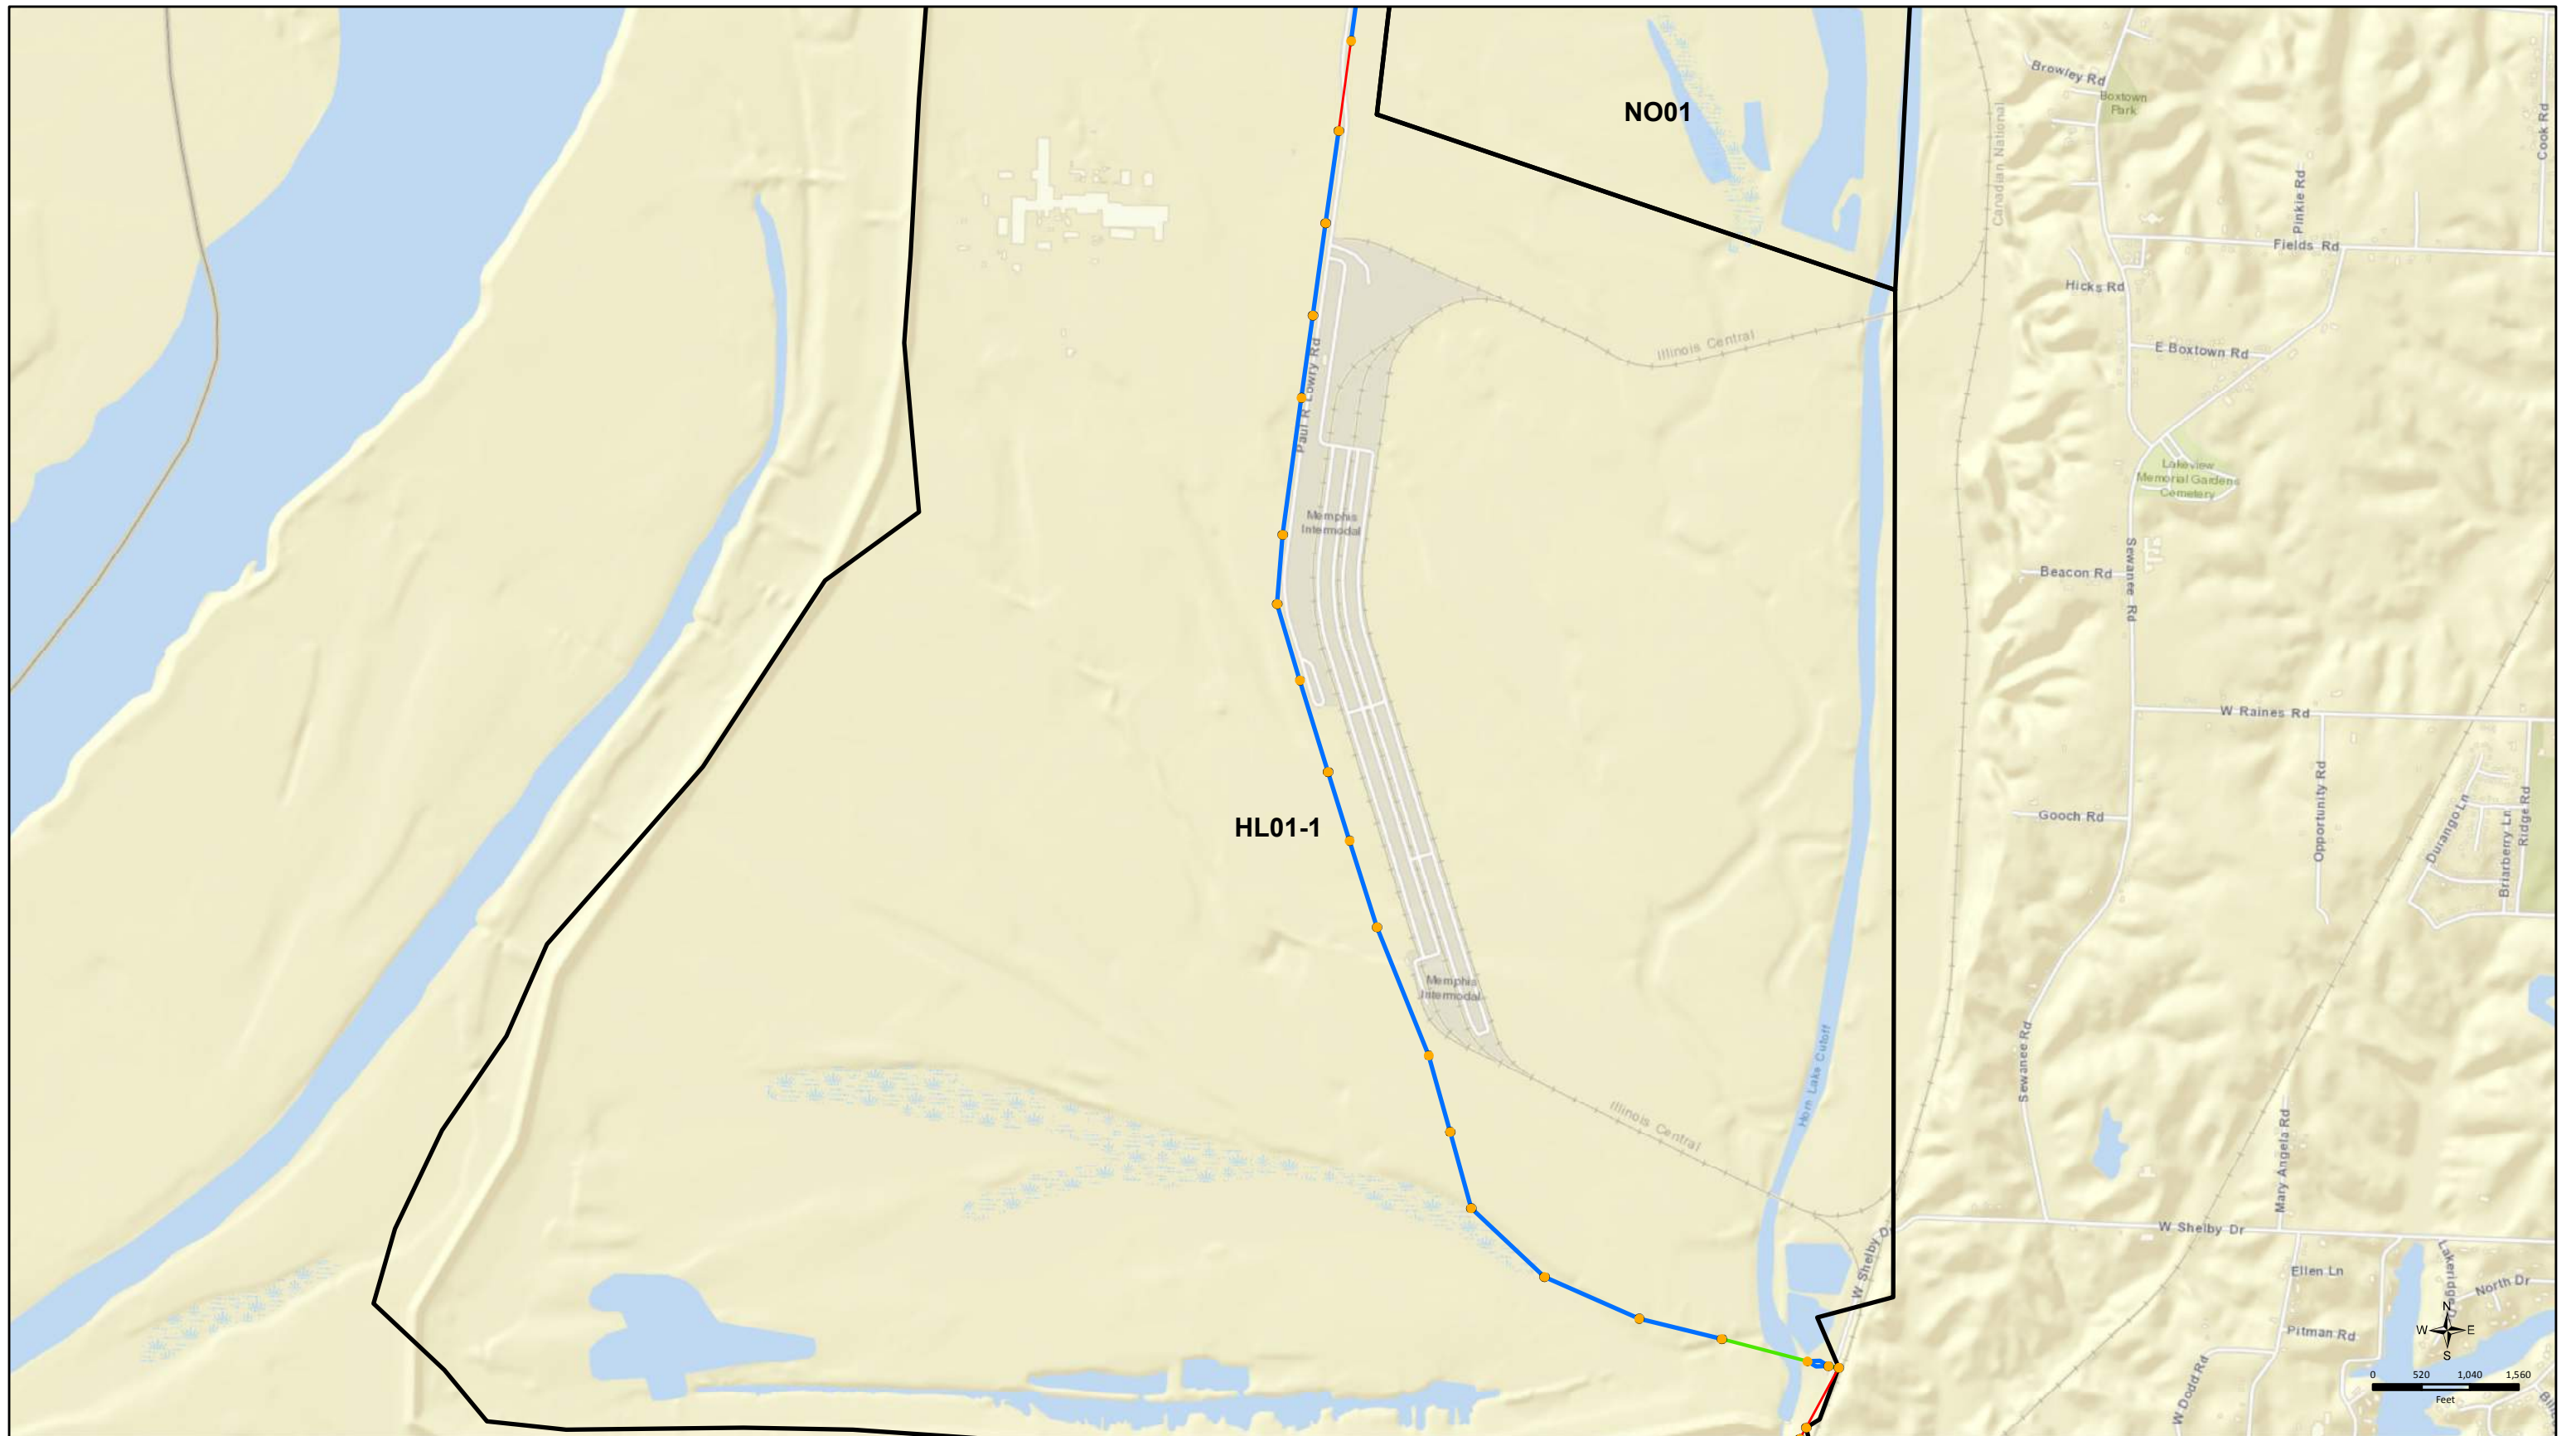 NO01
Canadian National
Browley Rd
Boxtown
Park
Cook Rd
Pinkie Rd
Fields Rd
Hicks Rd
Illinois Central
E Boxtown Rd
Paul R Lowry Rd
Lakeview
Memorial Gardens
Cemetery
Memphis
Intermodal
Beacon Rd
Sewanee Rd
W Raines Rd
HL01-1
Gooch Rd
Opportunity Rd
Durango Ln
Briarberry Ln
Ridge Rd
Memphis
Intermodal
Horn Lake Cutoff
Sewanee Rd
Illinois Central
Mary Angela Rd
W Shelby Dr
W Shelby D
Ellen Ln
North Dr
Pitman Rd
W Dodd Rd
N
W E
S
0 520 1,040 1,560
Feet